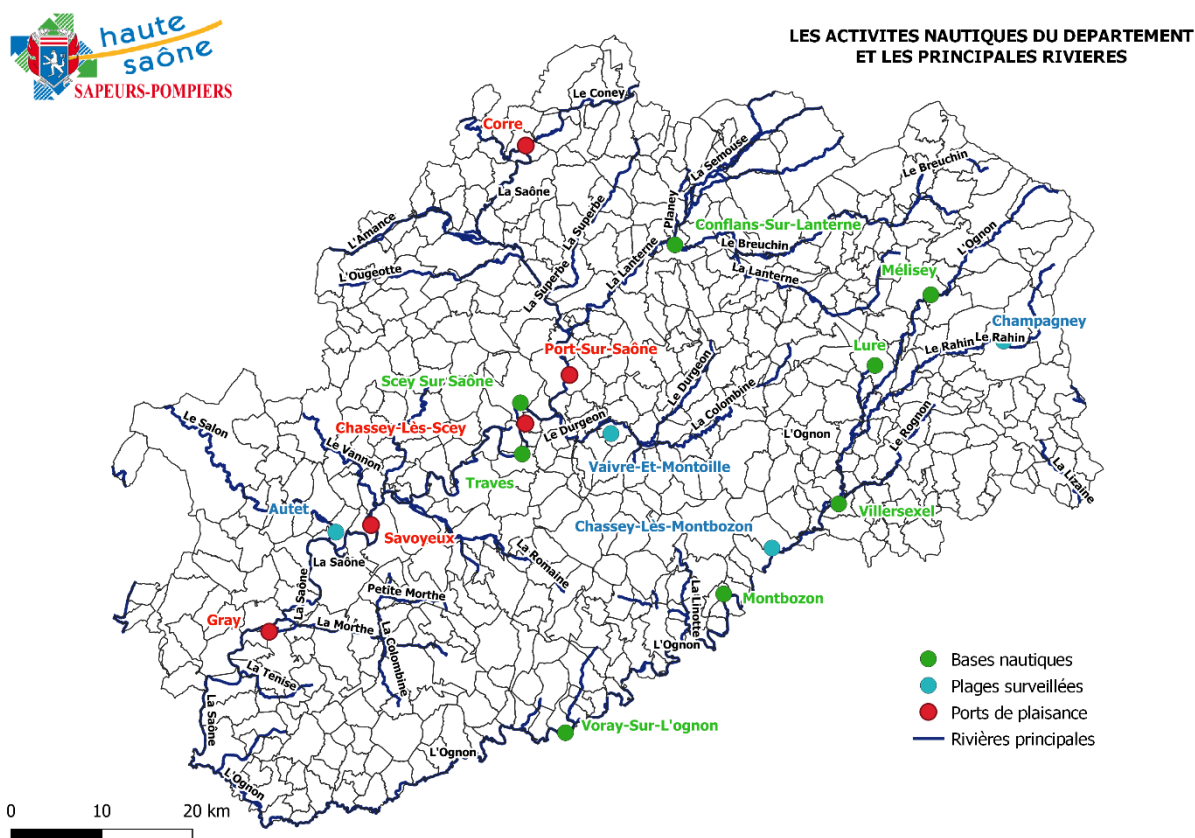 haute
saône
SAPEURS-POMPIERS
LES ACTIVITES NAUTIQUES DU DEPARTEMENT
ET LES PRINCIPALES RIVIERES
Le Coney
Corre
La Semouse
Le Breuchin
La Saône
La Superbe
Planey
L'Amance
Conflans-Sur-Lanterne
L'Ognon
Le Breuchin
La Lanterne
L'Ougeotte
La Superbe
La Lanterne
Mélisey
Champagney
Port-Sur-Saône
Lure
Le Rahin
Le Rahin
Scey Sur Saône
Le Durgeon
La Colombine
Le Salon
Chassey-Lès-Scey
Le Durgeon
L'Ognon
Le Rognon
Le Vannon
Vaivre-Et-Montoille
La Lizaine
Traves
Autet
Chassey-Lès-Montbozon
Villersexel
Savoyeux
La Saône
La Romaine
La Saône
Petite Morthe
La Linotte
Montbozon
Gray
La Morthe
La Colombine
L'Ognon
La Tenise
La Saône
Voray-Sur-L'ognon
L'Ognon
L'Ognon
Bases nautiques
Plages surveillées
Ports de plaisance
Rivières principales
0 10 20 km